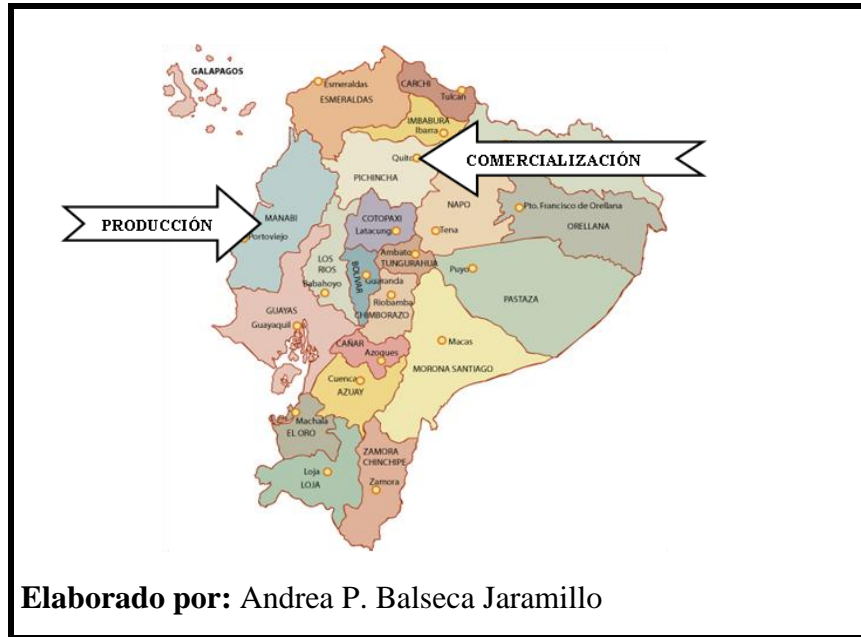 GALAPAGOS
Esmeraldas
ESMERALDAS
CARCHI
Tulcan
IMBABURA
Ibarra
Quito
COMERCIALIZACIÓN
PICHINCHA
NAPO
Pto. Francisco de Orellana
ORELLANA
PRODUCCIÓN
MANABI
Portoviejo
COTOPAXI
Latacung
Tena
Ambato
TUNGURAHUA
LOS
RIOS
Babahoyo
BOLIVAR
Guaranda
Riobamba
CHIMBORAZO
Puyo
PASTAZA
GUAYAS
Guayaquil
CAÑAR
Azogues
Macas
MORONA SANTIAGO
Cuenca
AZUAY
Machala
EL ORO
ZAMORA
CHINCHIPE
Loja
LOJA
Zamora
Elaborado por: Andrea P. Balseca Jaramillo